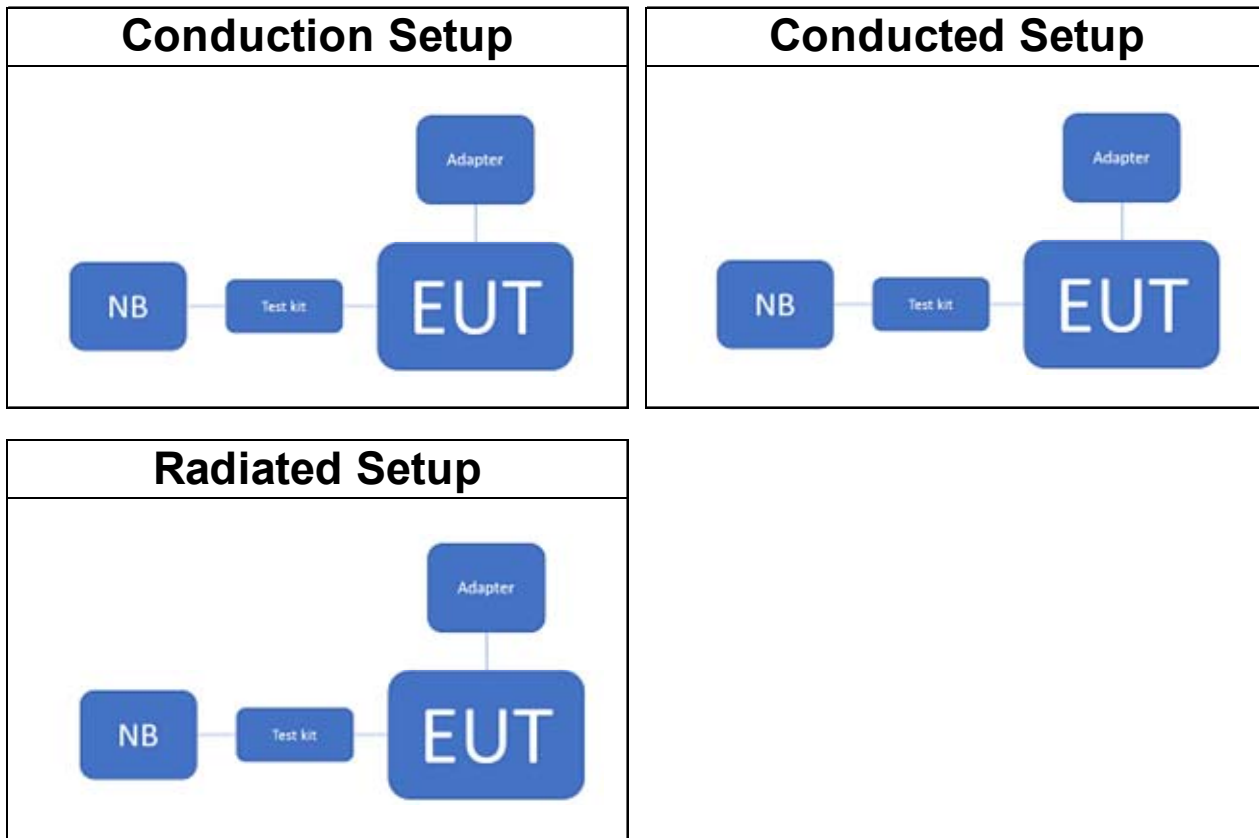 Conduction Setup
Adapter
NB
Test kit
EUT
Conducted Setup
Adapter
NB
Test kit
EUT
Radiated Setup
Adapter
NB
Test kit
EUT